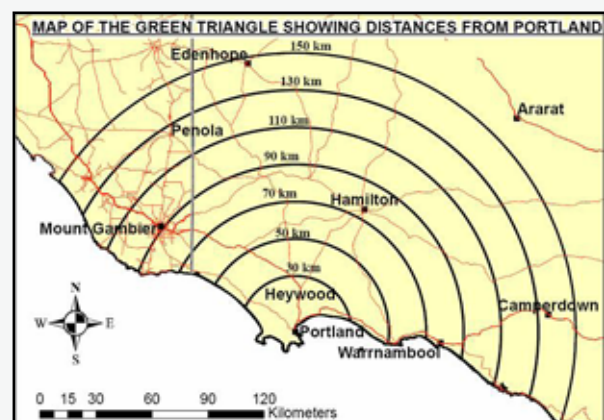 MAP OF THE GREEN TRIANGLE SHOWING DISTANCES FROM PORTLAND
150 km
Edenhope
130 km
Ararat
110 km
Penola
90 km
70 km
Hamilton
Mount Gambier
50 km
30 km
Heywood
Camperdown
Portland
Warrnambool
N
W E
S
0 15 30 60 90 120
Kilometers